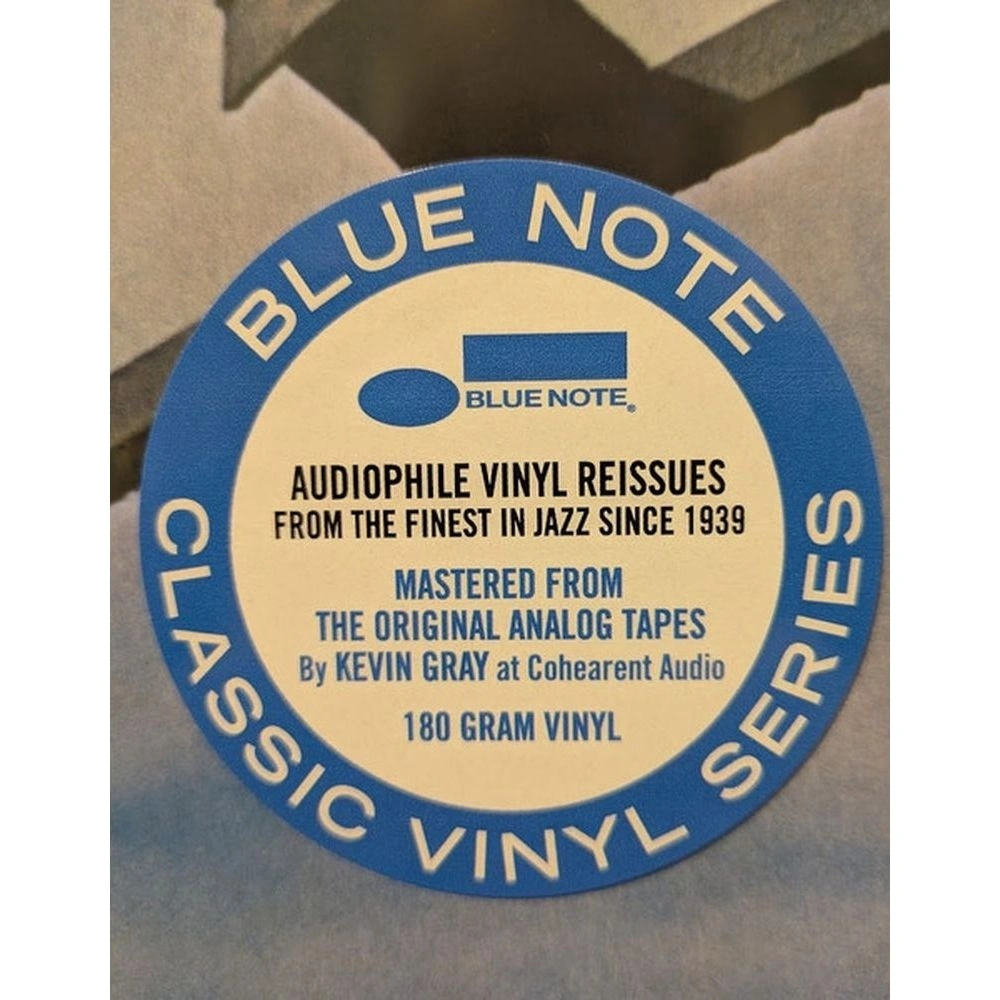 BLUE NOTE
BLUE NOTE®
AUDIOPHILE VINYL REISSUES
FROM THE FINEST IN JAZZ SINCE 1939
MASTERED FROM
THE ORIGINAL ANALOG TAPES
By KEVIN GRAY at Cohearent Audio
180 GRAM VINYL
CLASSIC VINYL SERIES